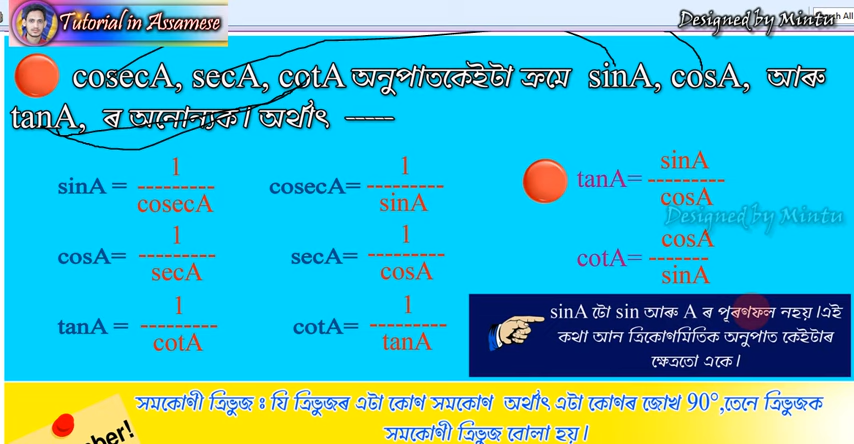 Tutorial in Assamese
Designed by Mintu
All
cosecA, secA, cotA অনুপাতকেইটা ক্ৰমে sinA, cosA, আৰু
tanA, ৰ অন্যোন্যক। অৰ্থাৎ -----
sinA = 1/cosecA
cosecA= 1/sinA
tanA= sinA/cosA
Designed by Mintu
cosA= 1/secA
secA= 1/cosA
cotA= cosA/sinA
tanA = 1/cotA
cotA= 1/tanA
sinA টো sin আৰু A ৰ পূৰণফল নহয় ।এই
কথা আন ত্ৰিকোণমিতিক অনুপাত কেইটাৰ
ক্ষেত্ৰতো একে ।
সমকোণী ত্ৰিভুজ : যি ত্ৰিভুজৰ এটা কোণ সমকোণ অৰ্থাৎ এটা কোণৰ জোখ 90°,তেনে ত্ৰিভুজক
সমকোণী ত্ৰিভুজ বোলা হয় ।